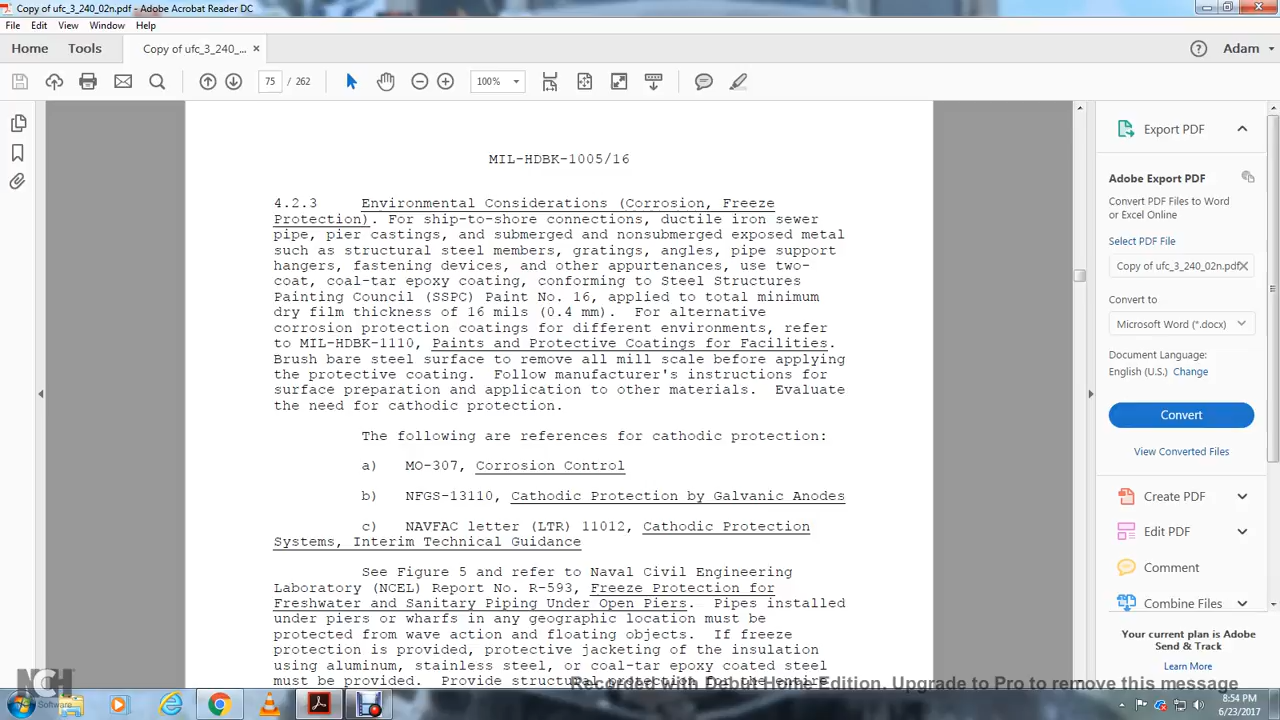 Copy of ufc_3_240_02n.pdf - Adobe Acrobat Reader DC
File Edit View Window Help
Home Tools Copy of ufc_3_240_... × Adam
75 / 262 100%
MIL-HDBK-1005/16
4.2.3 Environmental Considerations (Corrosion, Freeze
Protection). For ship-to-shore connections, ductile iron sewer
pipe, pier castings, and submerged and nonsubmerged exposed metal
such as structural steel members, gratings, angles, pipe support
hangers, fastening devices, and other appurtenances, use two-
coat, coal-tar epoxy coating, conforming to Steel Structures
Painting Council (SSPC) Paint No. 16, applied to total minimum
dry film thickness of 16 mils (0.4 mm). For alternative
corrosion protection coatings for different environments, refer
to MIL-HDBK-1110, Paints and Protective Coatings for Facilities.
Brush bare steel surface to remove all mill scale before applying
the protective coating. Follow manufacturer's instructions for
surface preparation and application to other materials. Evaluate
the need for cathodic protection.
The following are references for cathodic protection:
a) MO-307, Corrosion Control
b) NFGS-13110, Cathodic Protection by Galvanic Anodes
c) NAVFAC letter (LTR) 11012, Cathodic Protection
Systems, Interim Technical Guidance
See Figure 5 and refer to Naval Civil Engineering
Laboratory (NCEL) Report No. R-593, Freeze Protection for
Freshwater and Sanitary Piping Under Open Piers. Pipes installed
under piers or wharfs in any geographic location must be
protected from wave action and floating objects. If freeze
protection is provided, protective jacketing of the insulation
using aluminum, stainless steel, or coal-tar epoxy coated steel
must be provided. Provide structural protection for the entire
Export PDF
Adobe Export PDF
Convert PDF Files to Word
or Excel Online
Select PDF File
Copy of ufc_3_240_02n.pdf
Convert to
Microsoft Word (*.docx)
Document Language:
English (U.S.) Change
Convert
View Converted Files
Create PDF
Edit PDF
Comment
Combine Files
Your current plan is Adobe
Send & Track
Learn More
Recorded with Debut Home Edition. Upgrade to Pro to remove this message
NCH
Software
8:54 PM
6/23/2017